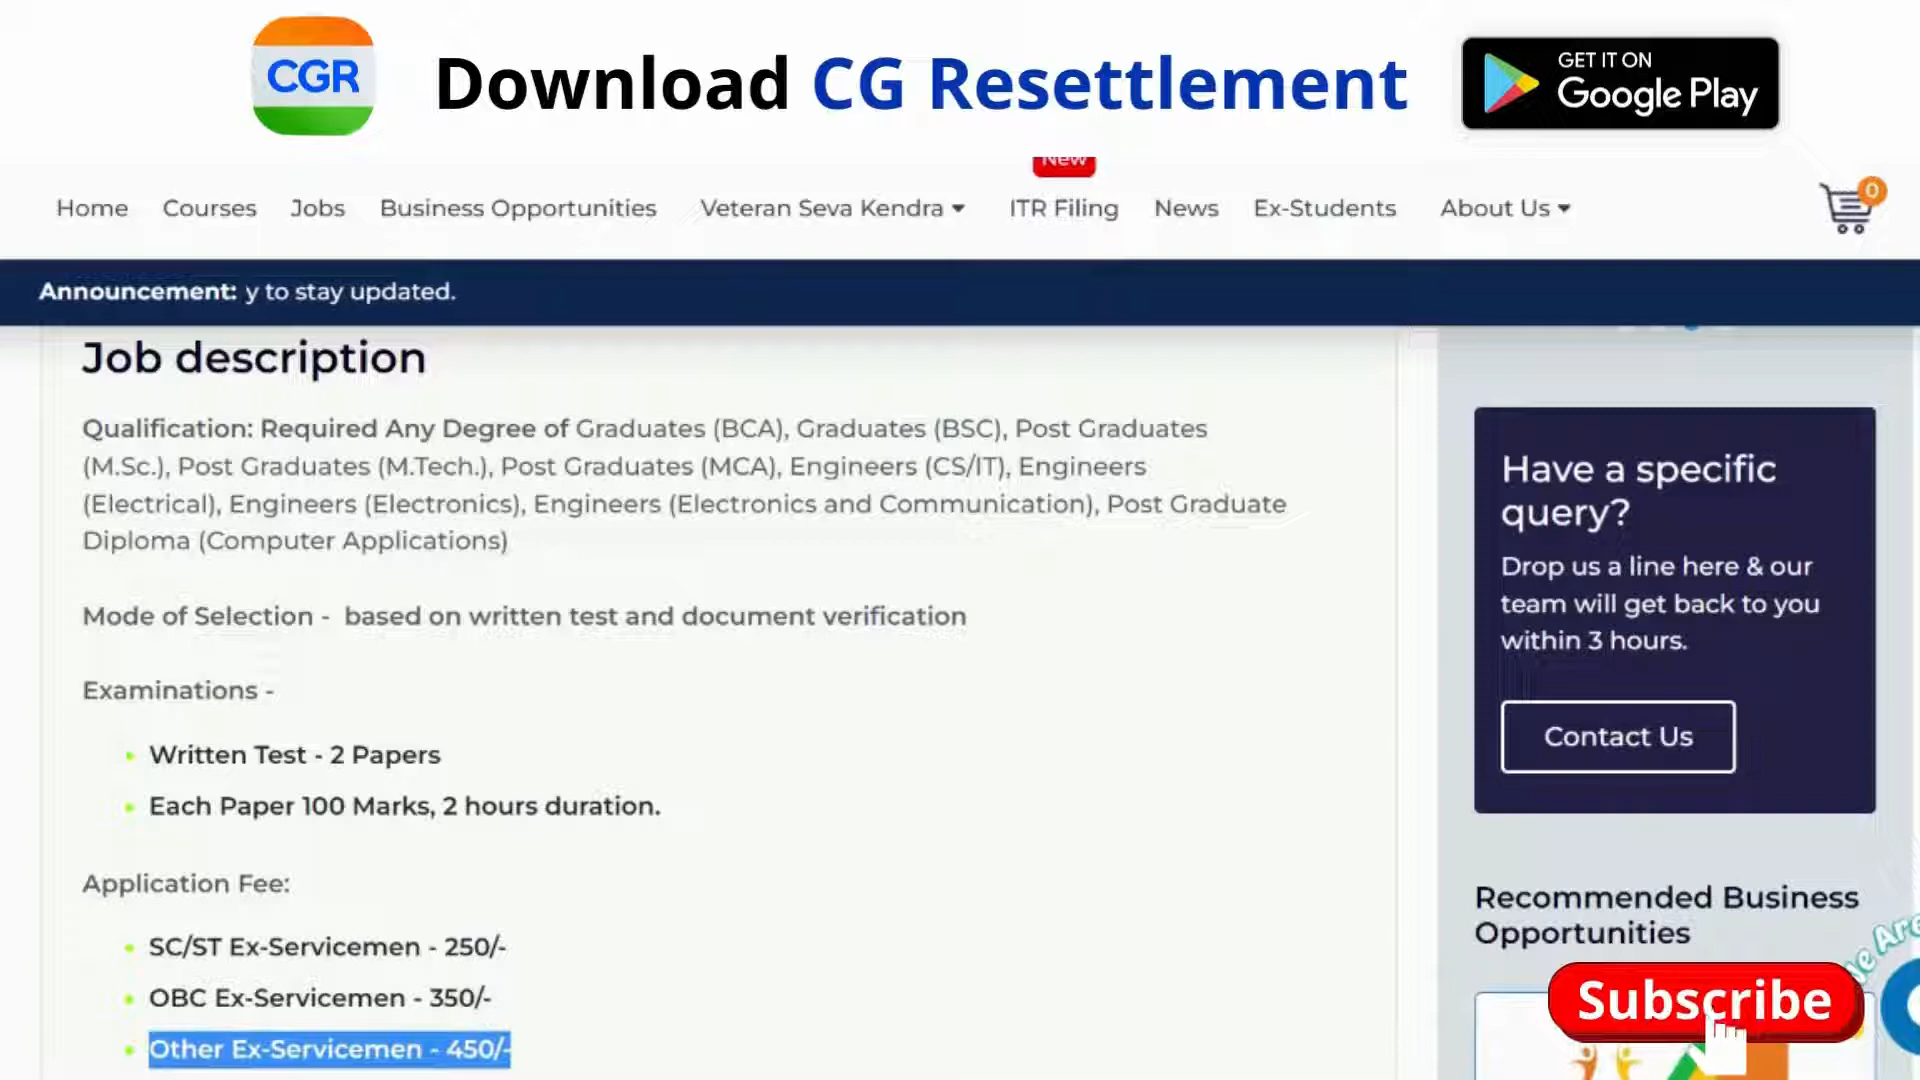 CGR
Download CG Resettlement
GET IT ON
Google Play
New
Home Courses Jobs Business Opportunities Veteran Seva Kendra ITR Filing News Ex-Students About Us
0
Announcement: y to stay updated.
Job description
Qualification: Required Any Degree of Graduates (BCA), Graduates (BSC), Post Graduates
(M.Sc.), Post Graduates (M.Tech.), Post Graduates (MCA), Engineers (CS/IT), Engineers
(Electrical), Engineers (Electronics), Engineers (Electronics and Communication), Post Graduate
Diploma (Computer Applications)
Mode of Selection - based on written test and document verification
Examinations -
Written Test - 2 Papers
Each Paper 100 Marks, 2 hours duration.
Application Fee:
SC/ST Ex-Servicemen - 250/-
OBC Ex-Servicemen - 350/-
Other Ex-Servicemen - 450/-
Have a specific
query?
Drop us a line here & our
team will get back to you
within 3 hours.
Contact Us
Recommended Business
Opportunities
Subscribe